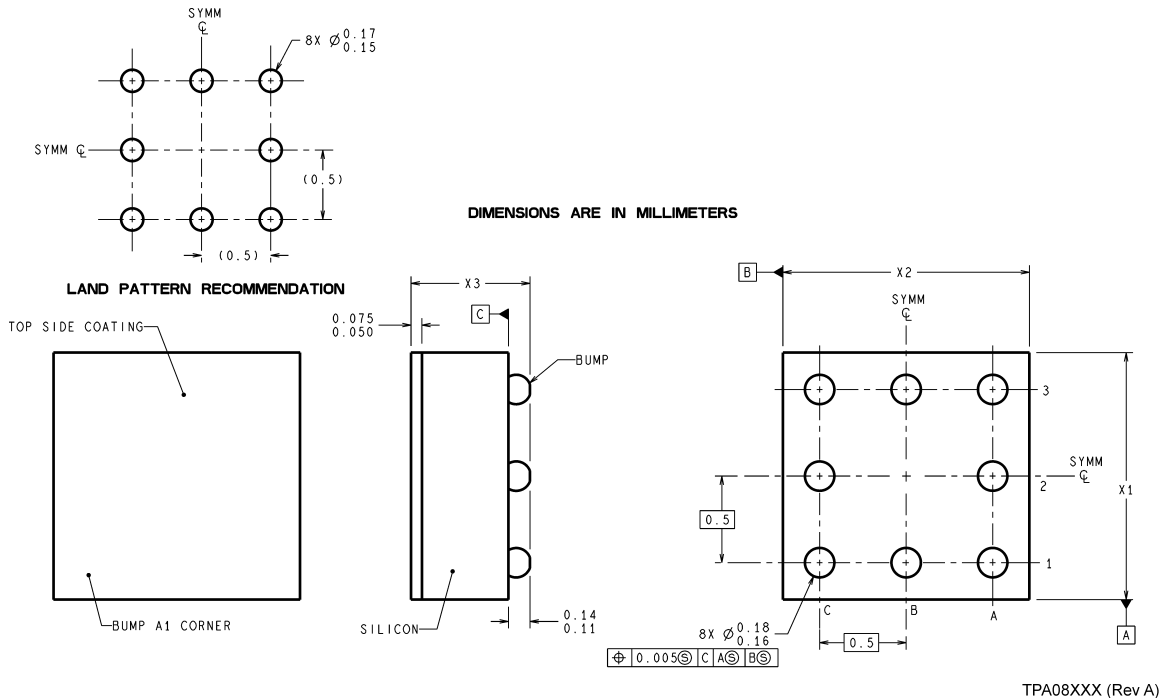 SYMM
℄
8X Ø 0.17
0.15
SYMM ℄
(0.5)
(0.5)
LAND PATTERN RECOMMENDATION
DIMENSIONS ARE IN MILLIMETERS
TOP SIDE COATING
BUMP A1 CORNER
X3
C
0.075
0.050
BUMP
SILICON
0.14
0.11
B
X2
SYMM
℄
3
SYMM
℄
2
X1
0.5
1
C
B
A
8X Ø 0.18
0.16
0.5
A
⌖ 0.005Ⓢ C AⓈ BⓈ
TPA08XXX (Rev A)